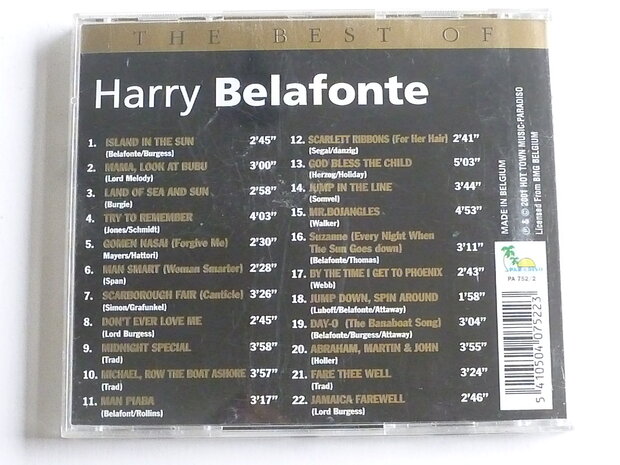 THE BEST OF
Harry Belafonte
1. ISLAND IN THE SUN 2'45"
(Belafonte/Burgess)
2. MAMA, LOOK AT BUBU 3'00"
(Lord Melody)
3. LAND OF SEA AND SUN 2'58"
(Burgie)
4. TRY TO REMEMBER 4'03"
(Jones/Schmidt)
5. GOMEN NASAI (Forgive Me) 2'30"
Mayers/Hattori)
6. MAN SMART (Woman Smarter) 2'28"
(Span)
7. SCARBOROUGH FAIR (Canticle) 3'26"
(Simon/Grafunkel)
8. DON'T EVER LOVE ME 2'45"
(Lord Burgess)
9. MIDNIGHT SPECIAL 3'58"
(Trad)
10. MICHAEL, ROW THE BOAT ASHORE 3'57"
(Trad)
11. MAN PIABA 3'17"
(Belafont/Rollins)
12. SCARLETT RIBBONS (For Her Hair) 2'41"
(Segal/danzig)
13. GOD BLESS THE CHILD 5'03"
(Herzog/Holiday)
14. JUMP IN THE LINE 3'44"
(Somvel)
15. MR.BOJANGLES 4'53"
(Walker)
16. Suzanne (Every Night When
The Sun Goes down) 3'11"
(Belafonte/Thomas)
17. BY THE TIME I GET TO PHOENIX 2'43"
(Webb)
18. JUMP DOWN, SPIN AROUND 1'58"
(Luboff/Belafonte/Attaway)
19. DAY-O (The Banaboat Song) 3'04"
(Belafonte/Burgess/Attaway)
20. ABRAHAM, MARTIN & JOHN 3'55"
(Holler)
21. FARE THEE WELL 3'24"
(Trad)
22. JAMAICA FAREWELL 2'46"
(Lord Burgess)
MADE IN BELGIUM
℗ & © 2001 HOT TOWN MUSIC-PARADISO
Licensed From BMG BELGIUM
PARADISO
PA 752 2
5 410504 075223